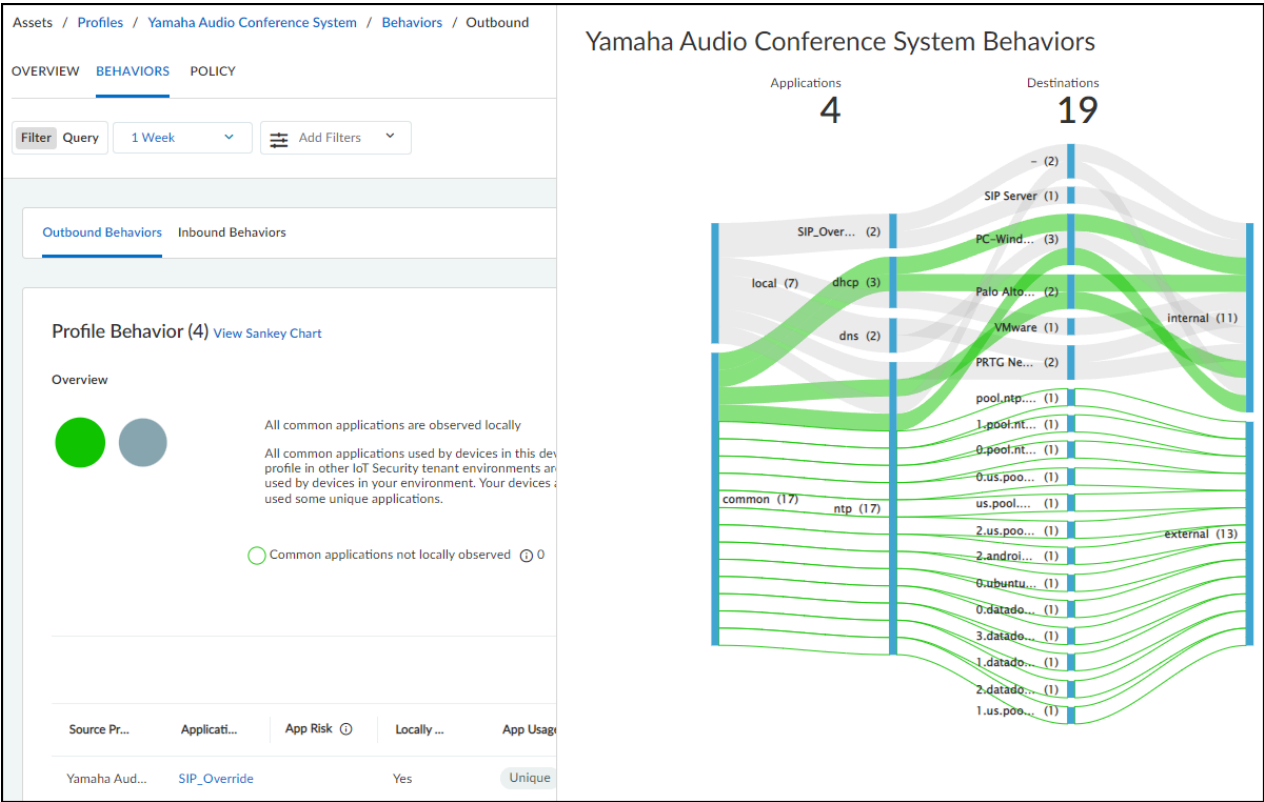 Assets / Profiles / Yamaha Audio Conference System / Behaviors / Outbound
OVERVIEW BEHAVIORS POLICY
Filter Query 1 Week Add Filters
Outbound Behaviors Inbound Behaviors
Profile Behavior (4) View Sankey Chart
Overview
All common applications are observed locally
All common applications used by devices in this dev
profile in other IoT Security tenant environments ar
used by devices in your environment. Your devices a
used some unique applications.
Common applications not locally observed 0
Source Pr... Applicati... App Risk Locally ... App Usage
Yamaha Aud... SIP_Override Yes Unique
Yamaha Audio Conference System Behaviors
Applications Destinations
4 19
– (2)
SIP Server (1)
SIP_Over... (2)
PC-Wind... (3)
local (7) dhcp (3)
Palo Alto... (2)
internal (11)
VMware (1)
dns (2)
PRTG Ne... (2)
pool.ntp.... (1)
1.pool.nt... (1)
0.pool.nt... (1)
0.us.poo... (1)
common (17) ntp (17) us.pool.... (1)
2.us.poo... (1) external (13)
2.androi... (1)
0.ubuntu... (1)
0.datado... (1)
3.datado... (1)
1.datado... (1)
2.datado... (1)
1.us.poo... (1)